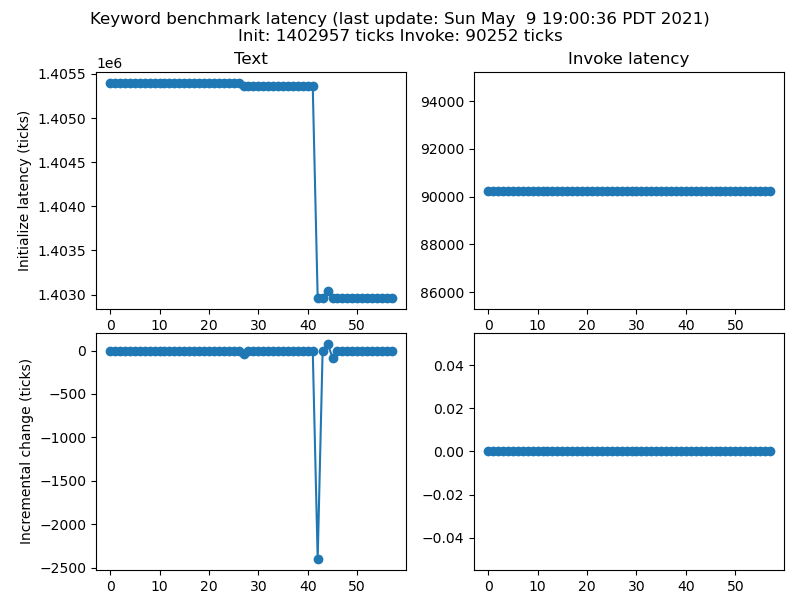 Keyword benchmark latency (last update: Sun May  9 19:00:36 PDT 2021)
Init: 1402957 ticks Invoke: 90252 ticks
Text
Invoke latency
1e6
Initialize latency (ticks)
1.4055
1.4050
1.4045
1.4040
1.4035
1.4030
0 10 20 30 40 50
94000
92000
90000
88000
86000
0 10 20 30 40 50
Incremental change (ticks)
0
−500
−1000
−1500
−2000
−2500
0 10 20 30 40 50
0.04
0.02
0.00
−0.02
−0.04
0 10 20 30 40 50